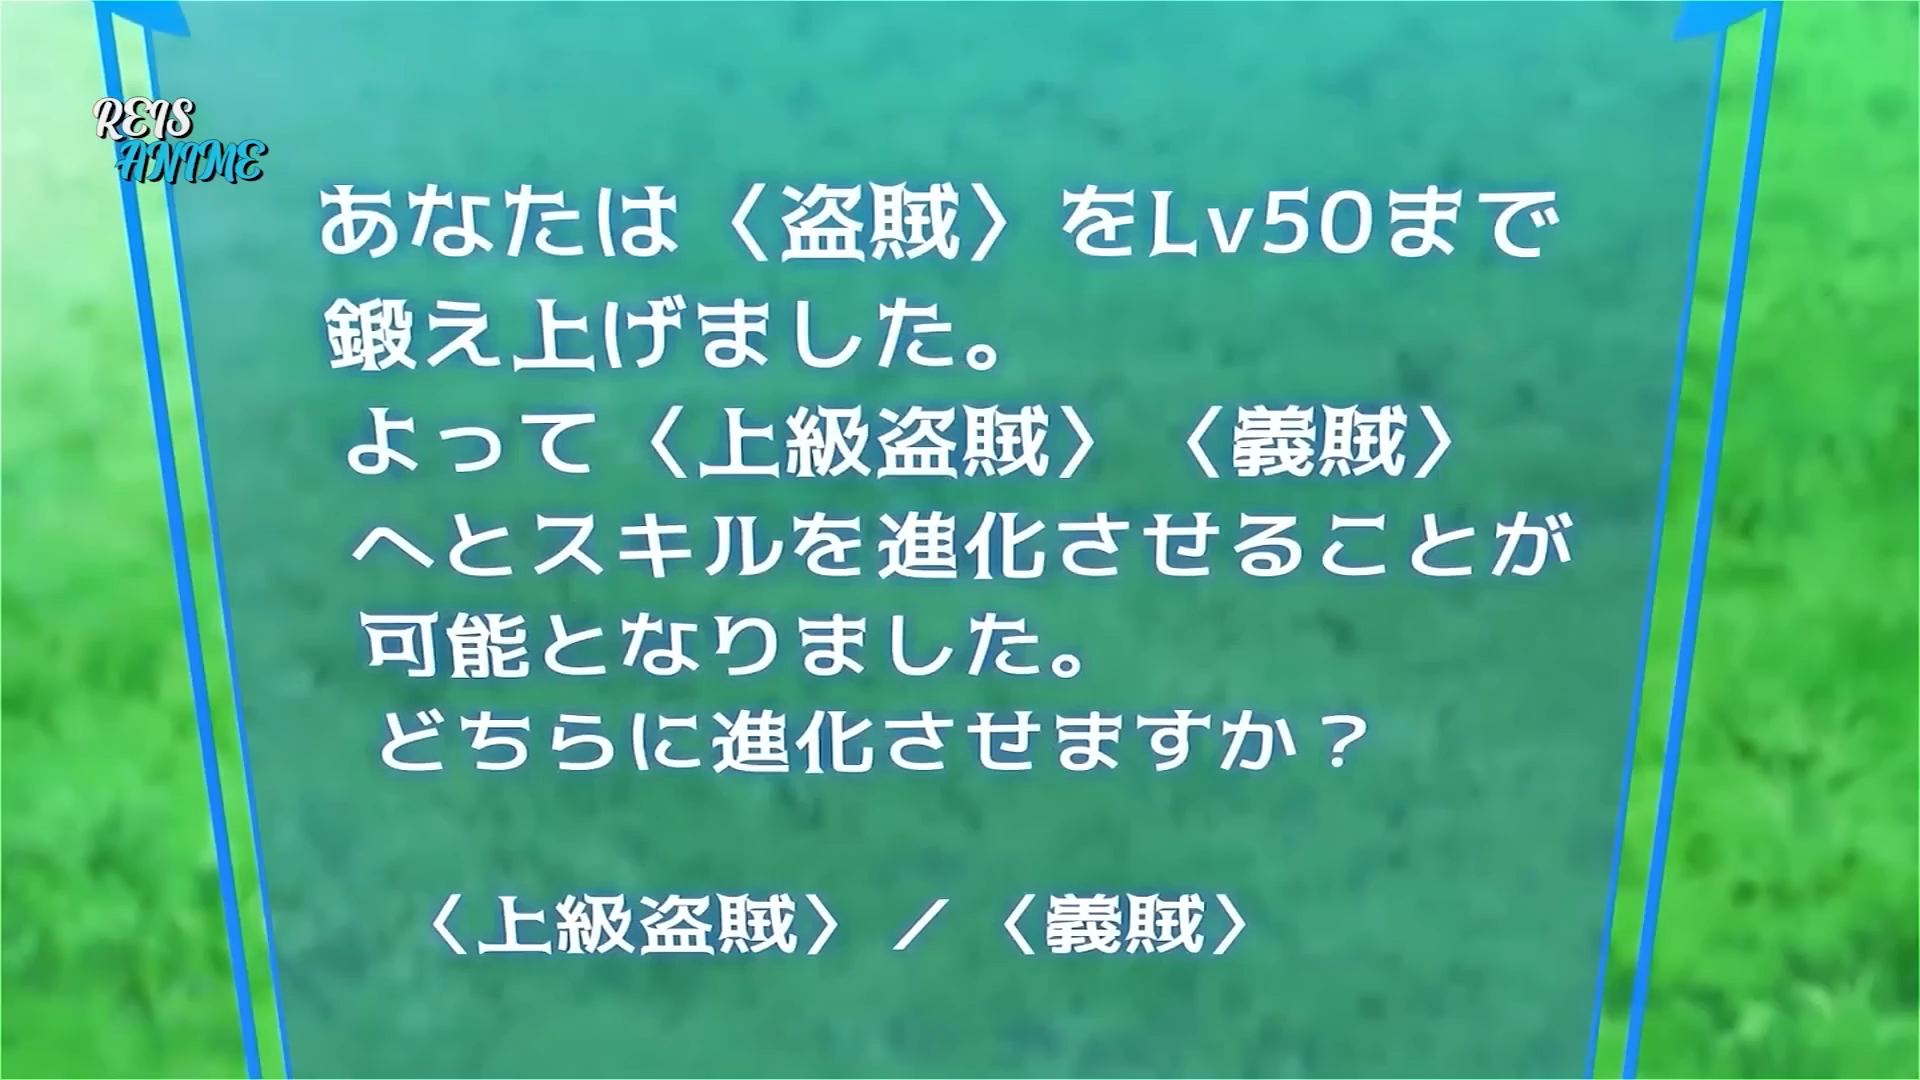 REIS
ANIME
あなたは〈盗賊〉をLv50まで
鍛え上げました。
よって〈上級盗賊〉〈義賊〉
へとスキルを進化させることが
可能となりました。
どちらに進化させますか？
〈上級盗賊〉／〈義賊〉